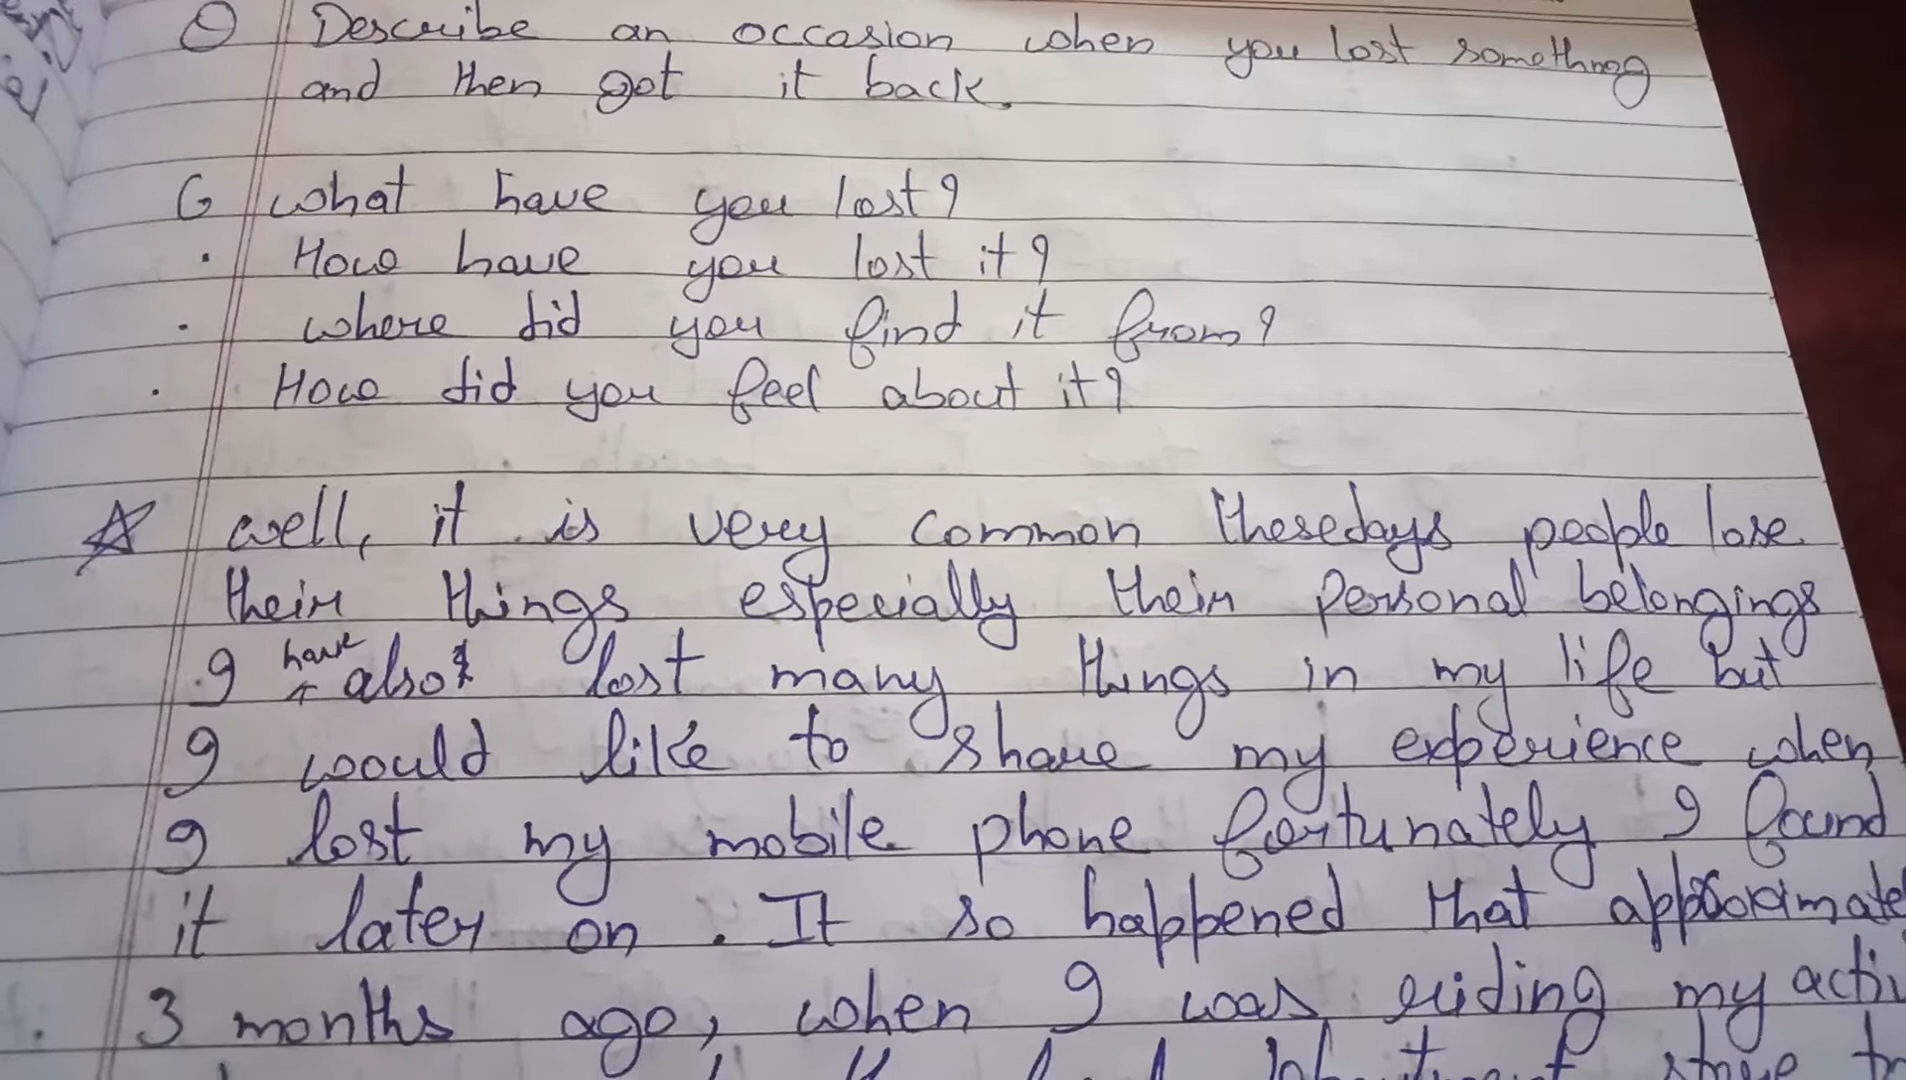 Describe an occasion when you lost something
and then got it back.
what have you lost?
. How have you lost it?
. where did you find it from?
. How did you feel about it?
well, it is very common thesedays people lose
their things especially their personal belongings
I have also lost many things in my life but
I would like to share my experience when
I lost my mobile phone fortunately I found
it later on. It so happened that approximate
3 months ago, when I was riding my activ